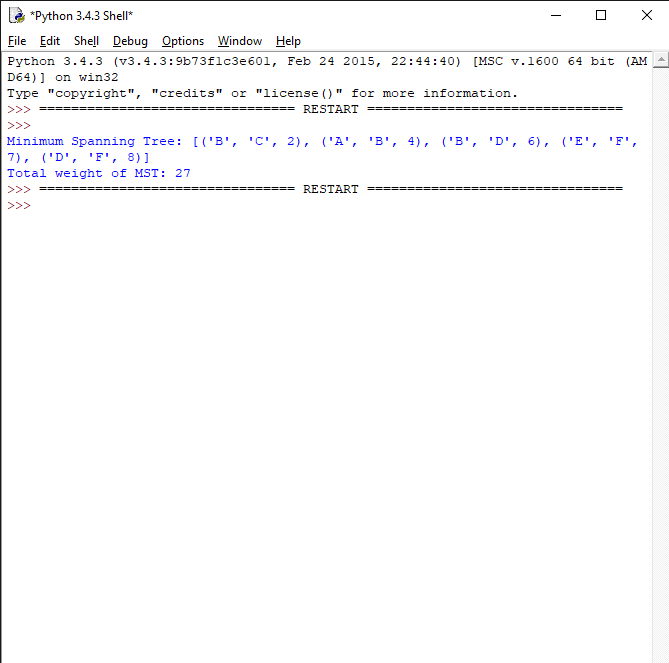 *Python 3.4.3 Shell*
File Edit Shell Debug Options Window Help
Python 3.4.3 (v3.4.3:9b73f1c3e601, Feb 24 2015, 22:44:40) [MSC v.1600 64 bit (AM
D64)] on win32
Type "copyright", "credits" or "license()" for more information.
>>> ================================ RESTART ================================
>>>
Minimum Spanning Tree: [('B', 'C', 2), ('A', 'B', 4), ('B', 'D', 6), ('E', 'F',
7), ('D', 'F', 8)]
Total weight of MST: 27
>>> ================================ RESTART ================================
>>>